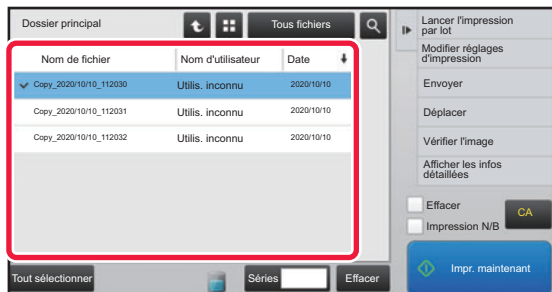 Dossier principal
Tous fichiers
Nom de fichier Nom d'utilisateur Date
Copy_2020/10/10_112030 Utilis. inconnu 2020/10/10
Copy_2020/10/10_112031 Utilis. inconnu 2020/10/10
Copy_2020/10/10_112032 Utilis. inconnu 2020/10/10
Tout sélectionner
Séries
Effacer
Lancer l'impression
par lot
Modifier réglages
d'impression
Envoyer
Déplacer
Vérifier l'image
Afficher les infos
détaillées
Effacer
Impression N/B
CA
Impr. maintenant